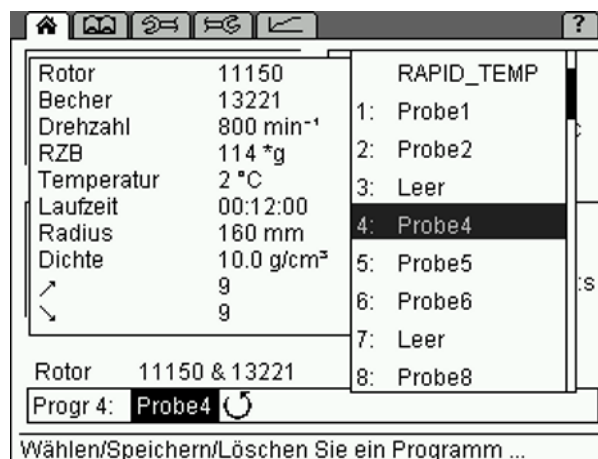 ?
Rotor 11150
Becher 13221
Drehzahl 800 min⁻¹
RZB 114 *g
Temperatur 2 °C
Laufzeit 00:12:00
Radius 160 mm
Dichte 10.0 g/cm³
↗ 9
↘ 9
RAPID_TEMP
1: Probe1
2: Probe2
3: Leer
4: Probe4
5: Probe5
6: Probe6
7: Leer
8: Probe8
:s
Rotor 11150 & 13221
Progr 4: Probe4
Wählen/Speichern/Löschen Sie ein Programm ...